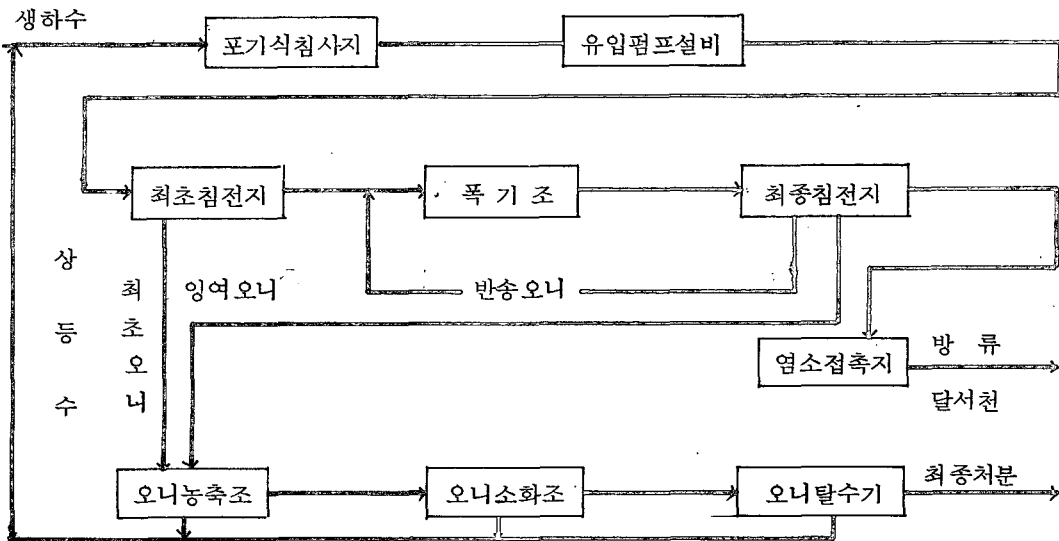 생하수
포기식침사지
유입펌프설비
최초침전지
폭 기 조
최종침전지
상등수
최초오니
잉여오니
반송오니
염소접촉지
방 류
달서천
오니농축조
오니소화조
오니탈수기
최종처분